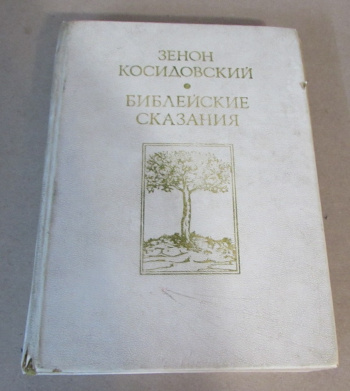 ЗЕНОН
КОСИДОВСКИЙ
•
БИБЛЕЙСКИЕ
СКАЗАНИЯ